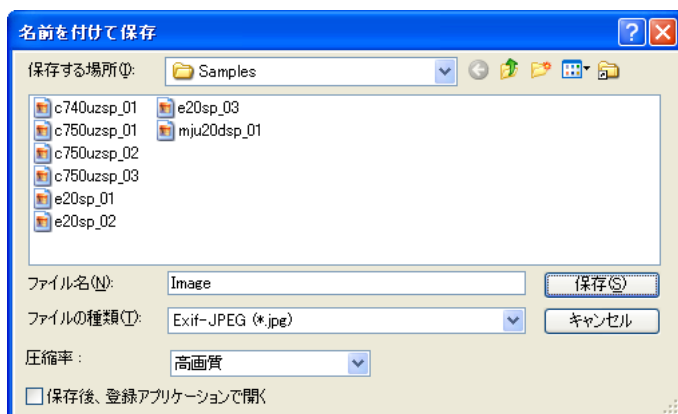 名前を付けて保存
保存する場所(I):
Samples
c740uzsp_01
c750uzsp_01
c750uzsp_02
c750uzsp_03
e20sp_01
e20sp_02
e20sp_03
mju20dsp_01
ファイル名(N):
Image
保存(S)
ファイルの種類(T):
Exif-JPEG (*.jpg)
キャンセル
圧縮率:
高画質
保存後、登録アプリケーションで開く